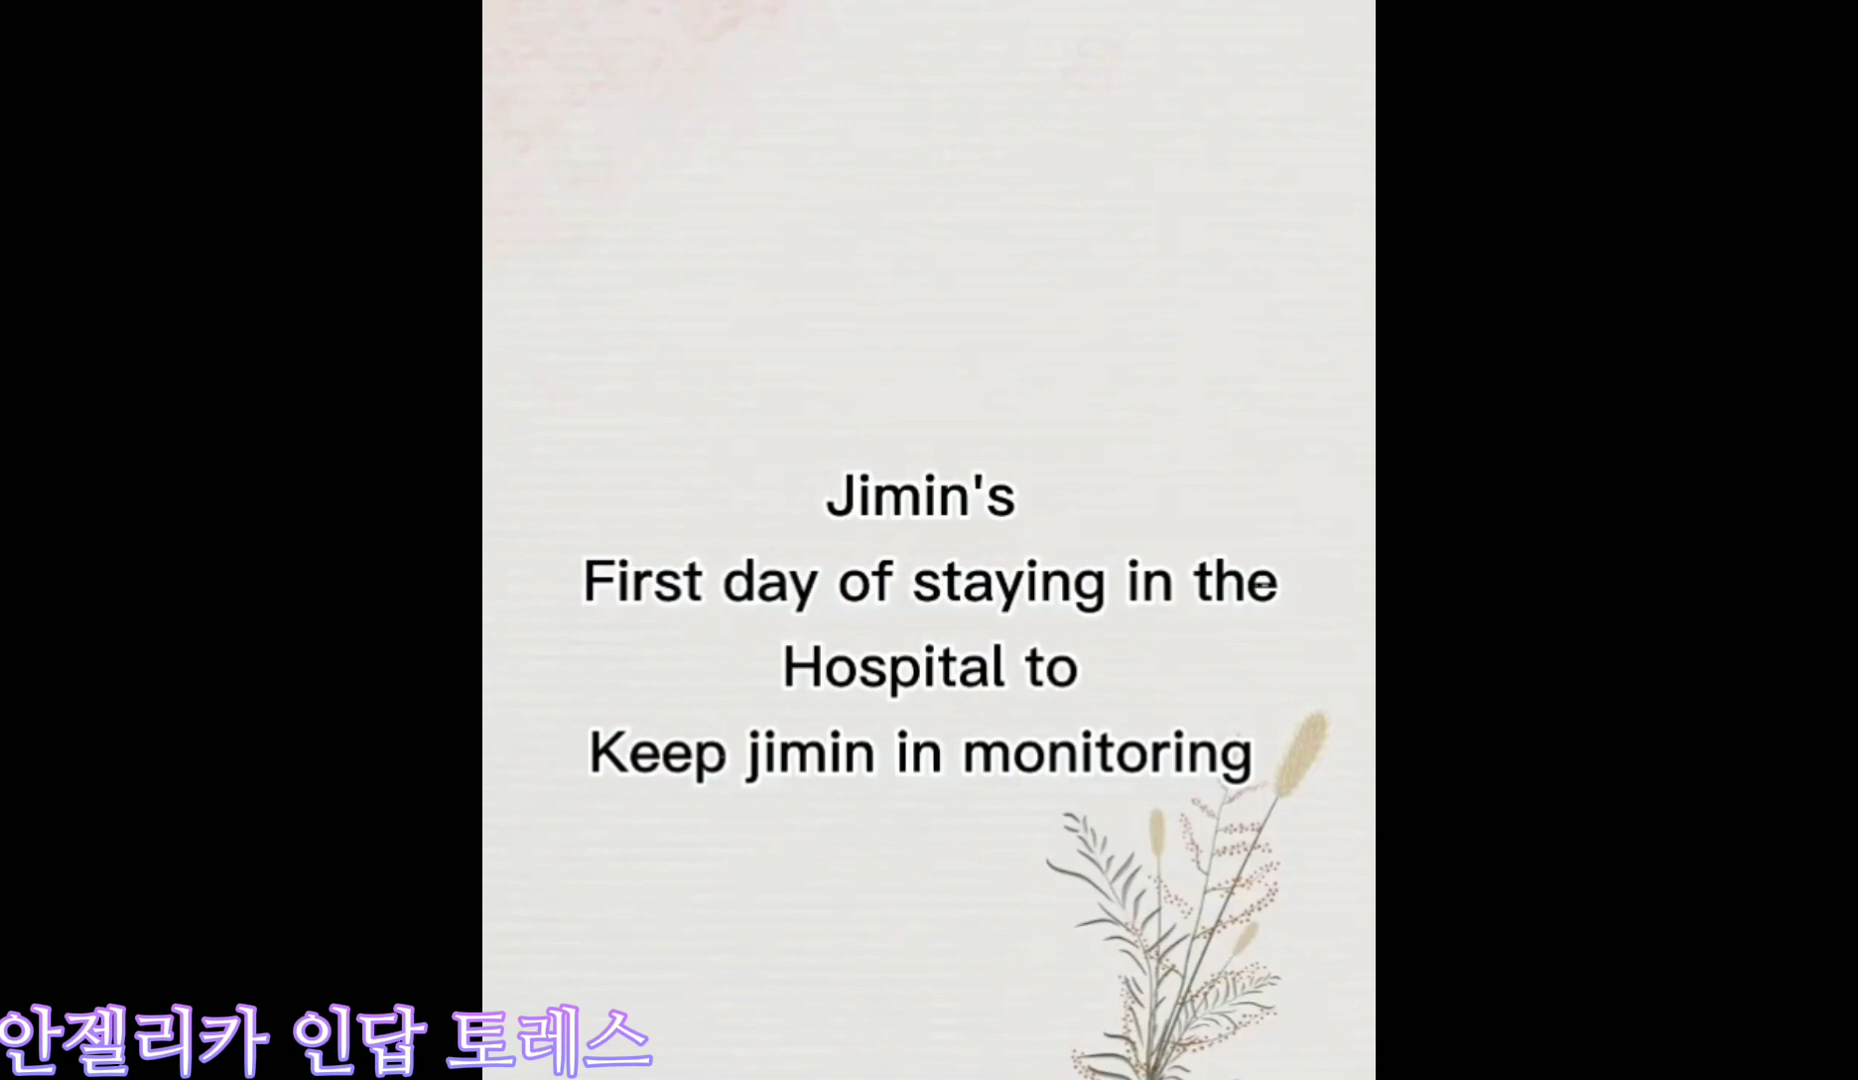 Jimin's
First day of staying in the
Hospital to
Keep jimin in monitoring
안젤리카 인답 토레스